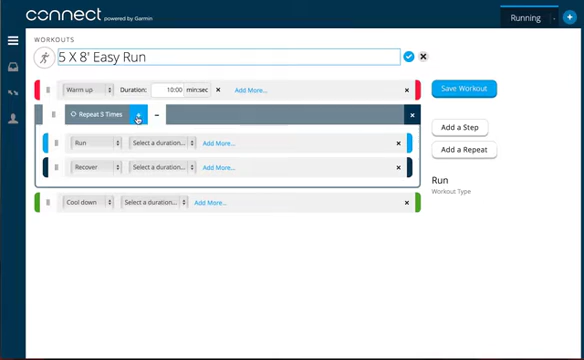 connect powered by Garmin
Running
WORKOUTS
5 X 8' Easy Run
Warm up Duration: 10:00 min:sec Add More...
Save Workout
Repeat 5 Times + −
Add a Step
Run Select a duration... Add More...
Add a Repeat
Recover Select a duration... Add More...
Run
Workout Type
Cool down Select a duration... Add More...